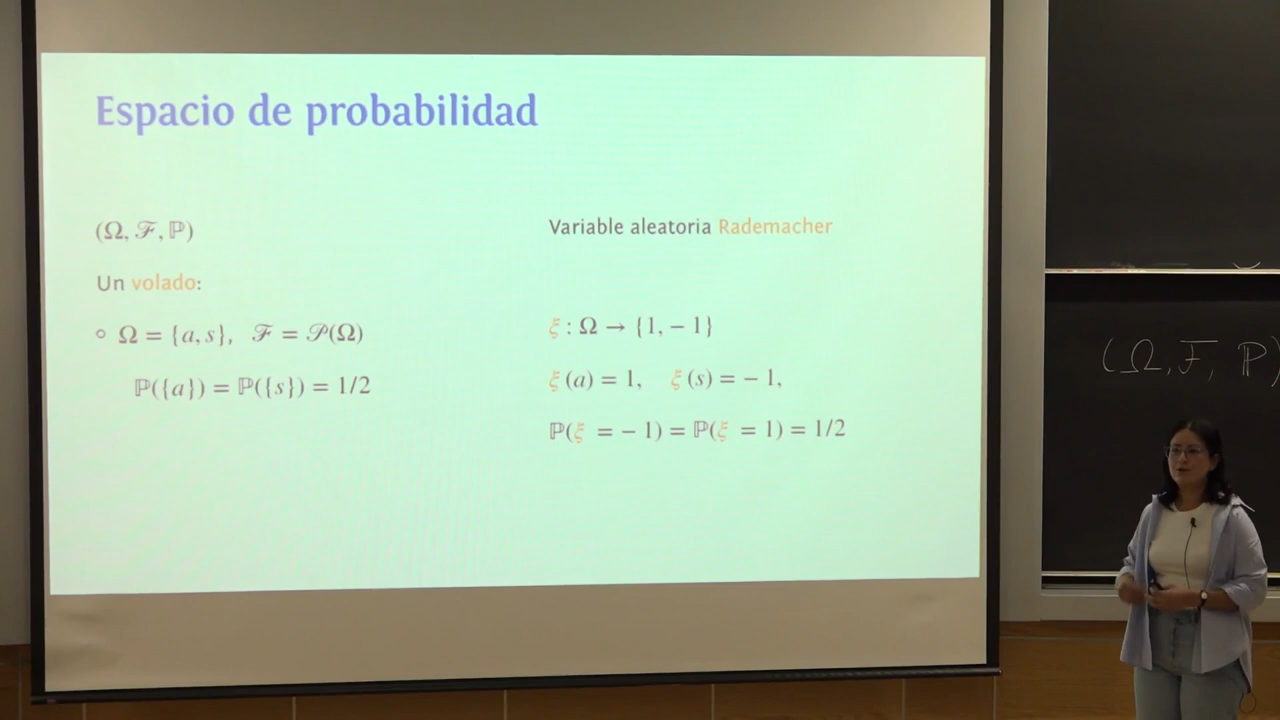 Espacio de probabilidad
(Ω, ℱ, ℙ)
Un volado:
∘ Ω = {a, s}, ℱ = 𝒫(Ω)
ℙ({a}) = ℙ({s}) = 1/2
Variable aleatoria Rademacher
ξ : Ω → {1, − 1}
ξ (a) = 1, ξ (s) = − 1,
ℙ(ξ = − 1) = ℙ(ξ = 1) = 1/2
(Ω, F, ℙ)